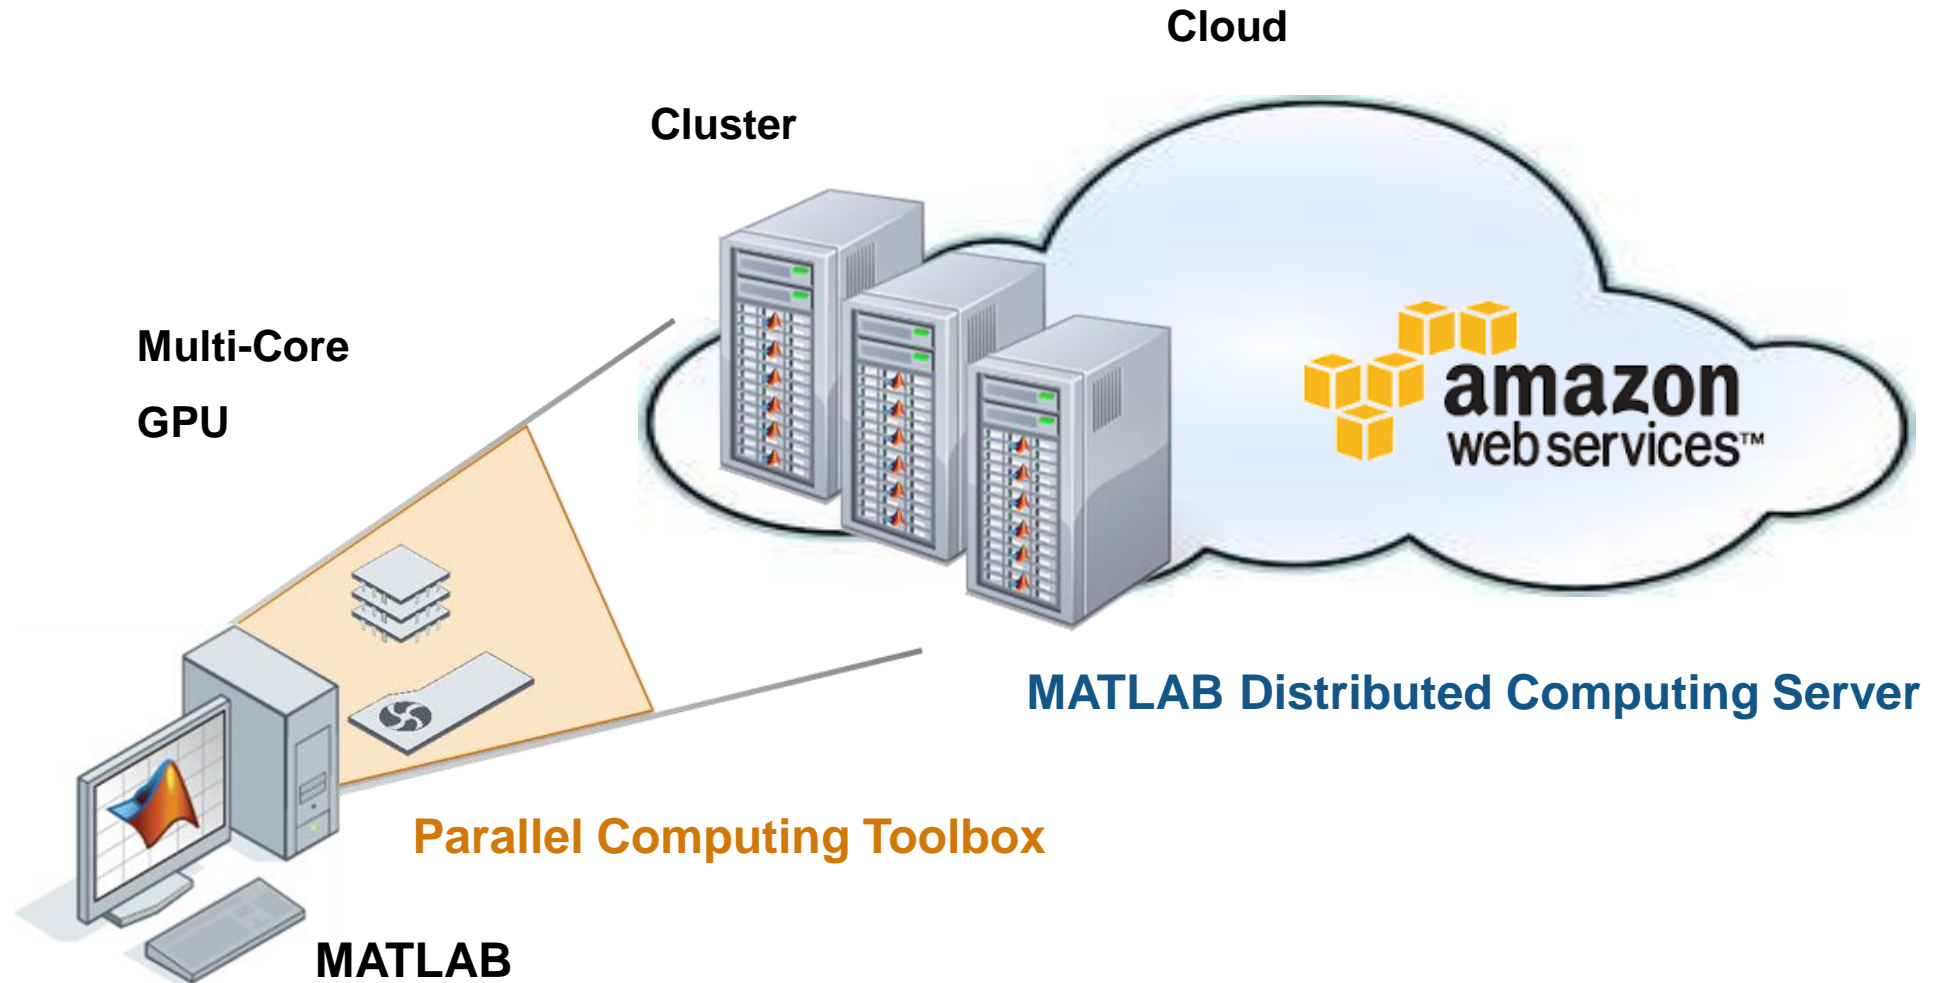 Cloud
Cluster
Multi-Core
GPU
amazon
web services™
MATLAB Distributed Computing Server
Parallel Computing Toolbox
MATLAB